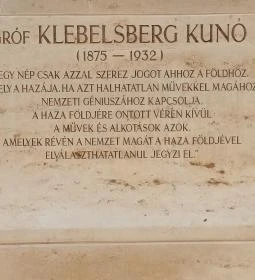 GRÓF KLEBELSBERG KUNÓ
(1875 – 1932)
EGY NÉP CSAK AZZAL SZEREZ JOGOT AHHOZ A FÖLDHÖZ,
ELY A HAZÁJA, HA AZT HALHATATLAN MŰVEKKEL MAGÁHOZ
NEMZETI GÉNIUSZÁHOZ KAPCSOLJA.
A HAZA FÖLDJÉRE ONTOTT VÉREN KÍVÜL
A MŰVEK ÉS ALKOTÁSOK AZOK,
AMELYEK RÉVÉN A NEMZET MAGÁT A HAZA FÖLDJÉVEL
ELVÁLASZTHATATLANUL JEGYZI EL."